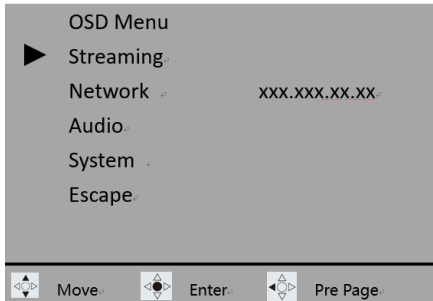 OSD Menu
Streaming
Network xxx.xxx.xx.xx
Audio
System
Escape
Move Enter Pre Page